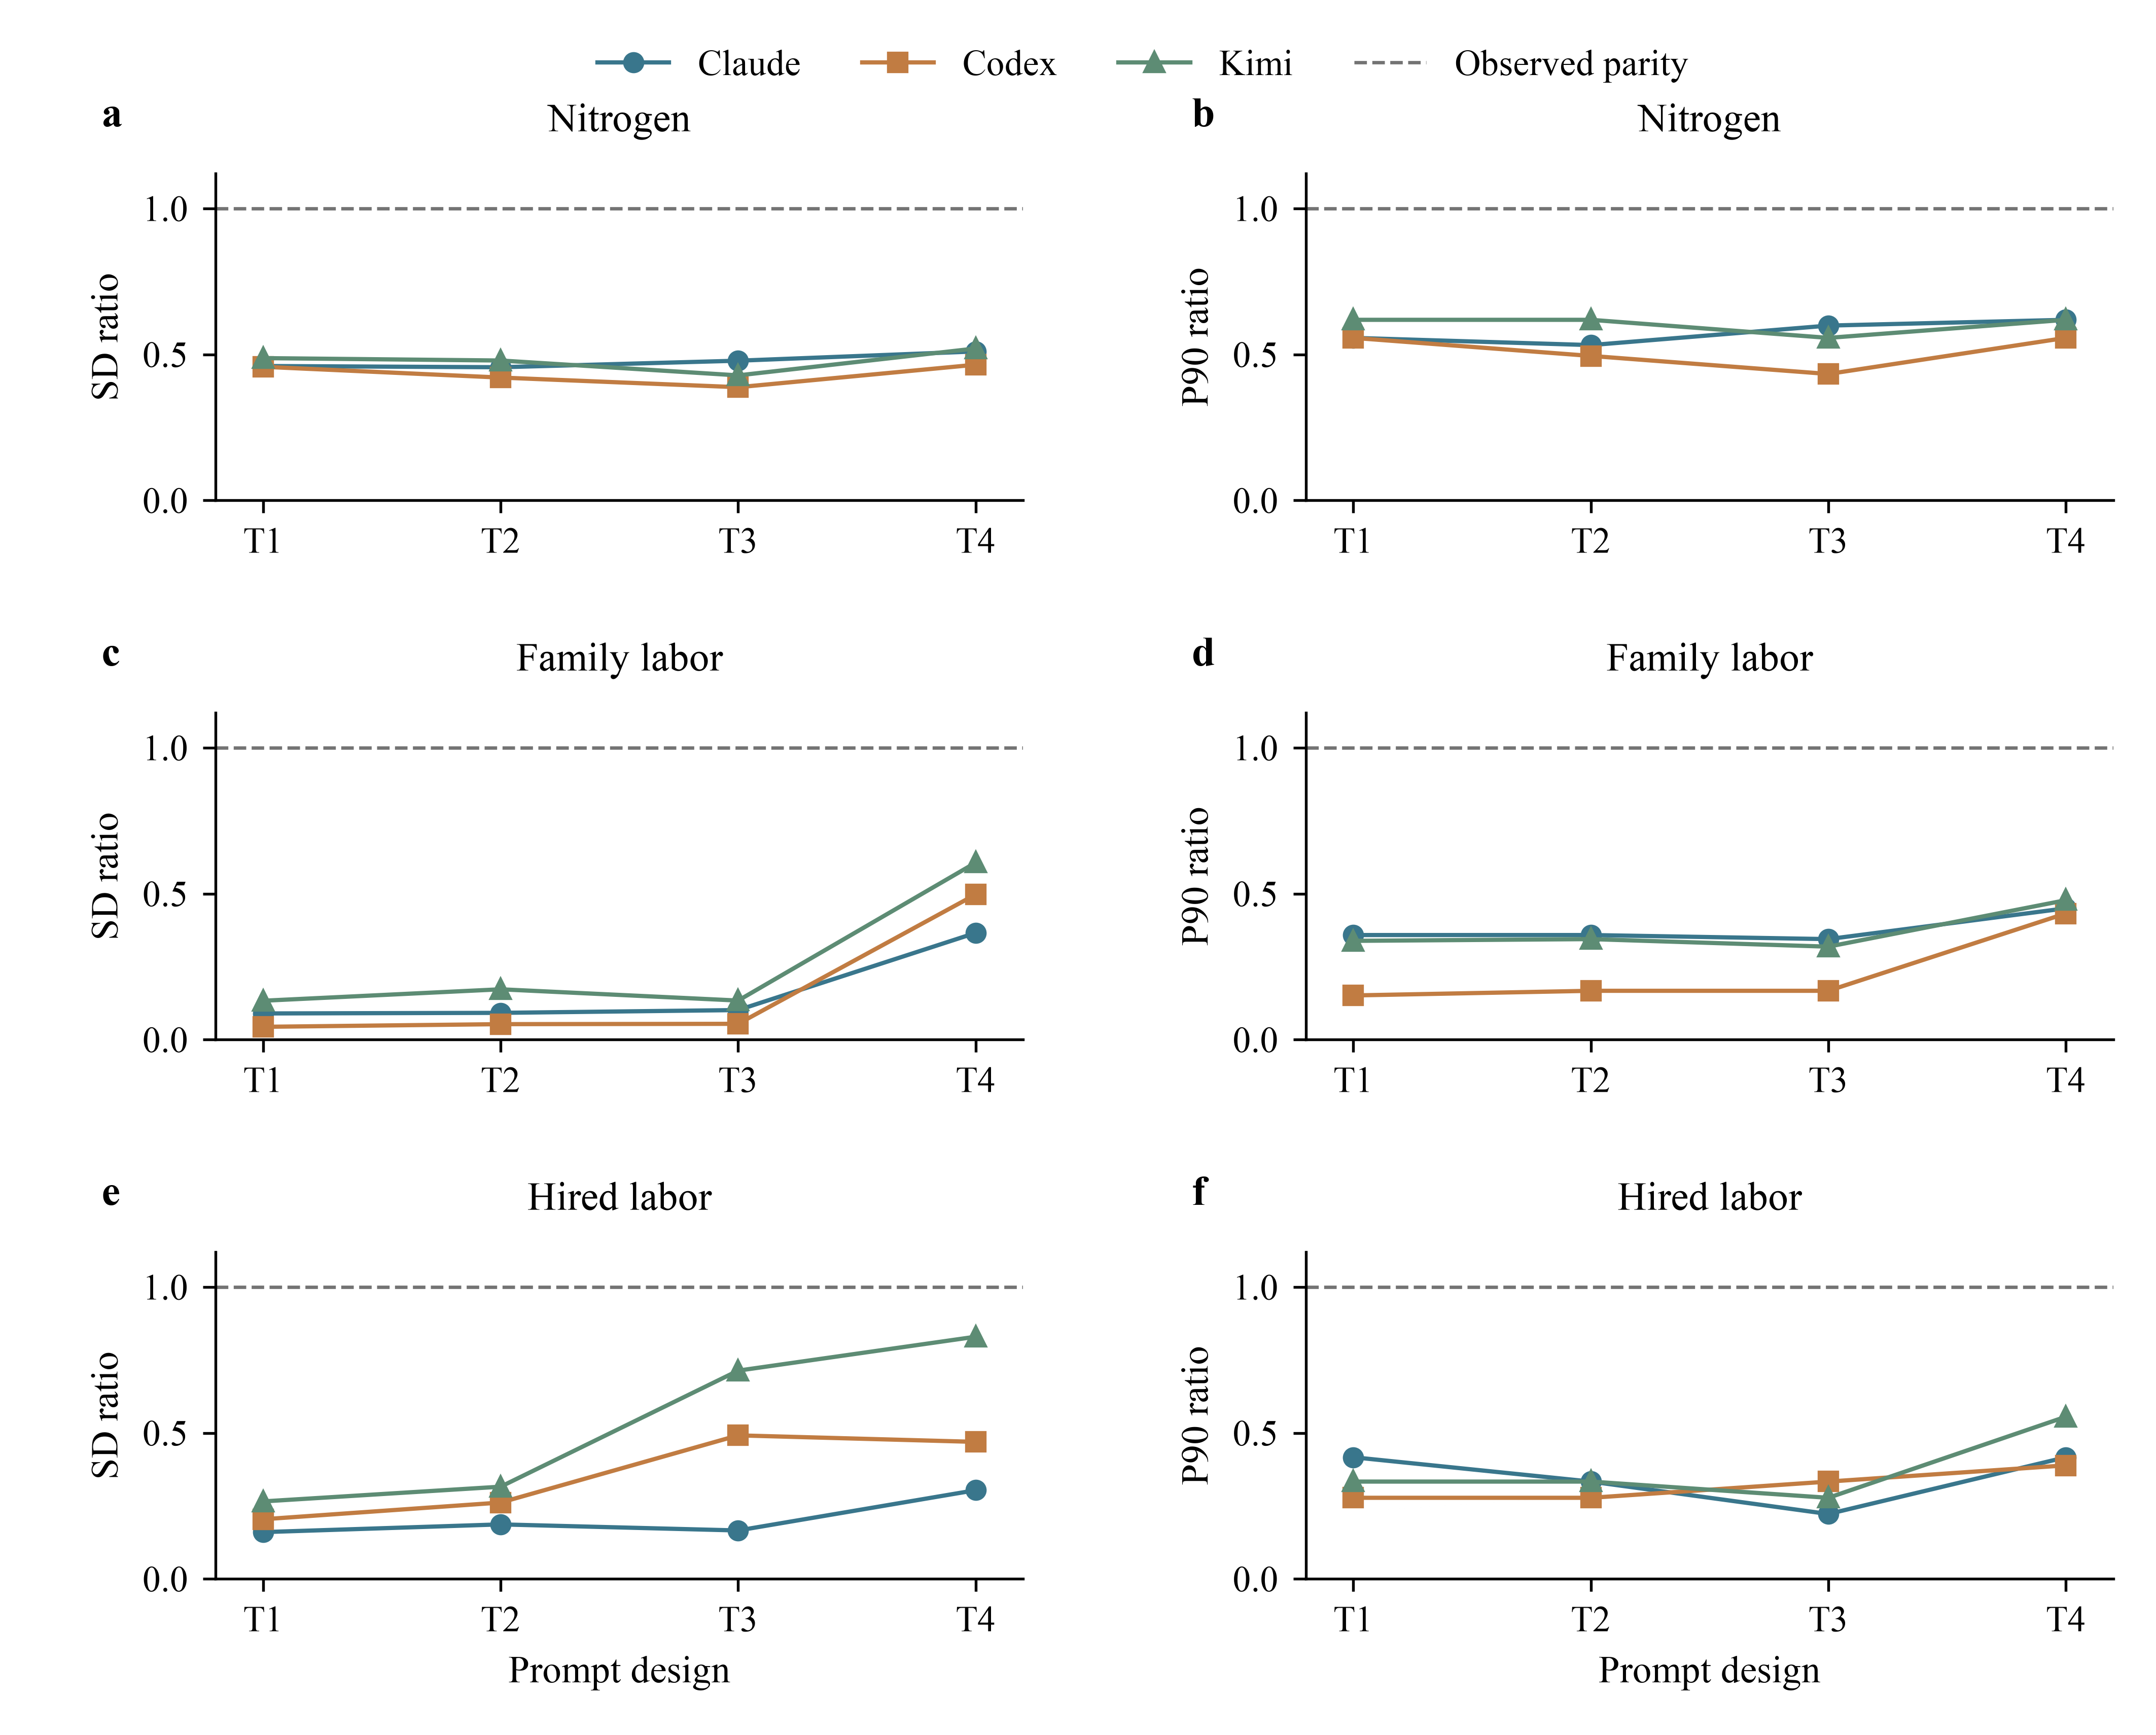 Claude Codex Kimi Observed parity
a Nitrogen
SD ratio
1.0
0.5
0.0
T1 T2 T3 T4
b Nitrogen
P90 ratio
1.0
0.5
0.0
T1 T2 T3 T4
c Family labor
SD ratio
1.0
0.5
0.0
T1 T2 T3 T4
d Family labor
P90 ratio
1.0
0.5
0.0
T1 T2 T3 T4
e Hired labor
SD ratio
1.0
0.5
0.0
T1 T2 T3 T4
Prompt design
f Hired labor
P90 ratio
1.0
0.5
0.0
T1 T2 T3 T4
Prompt design